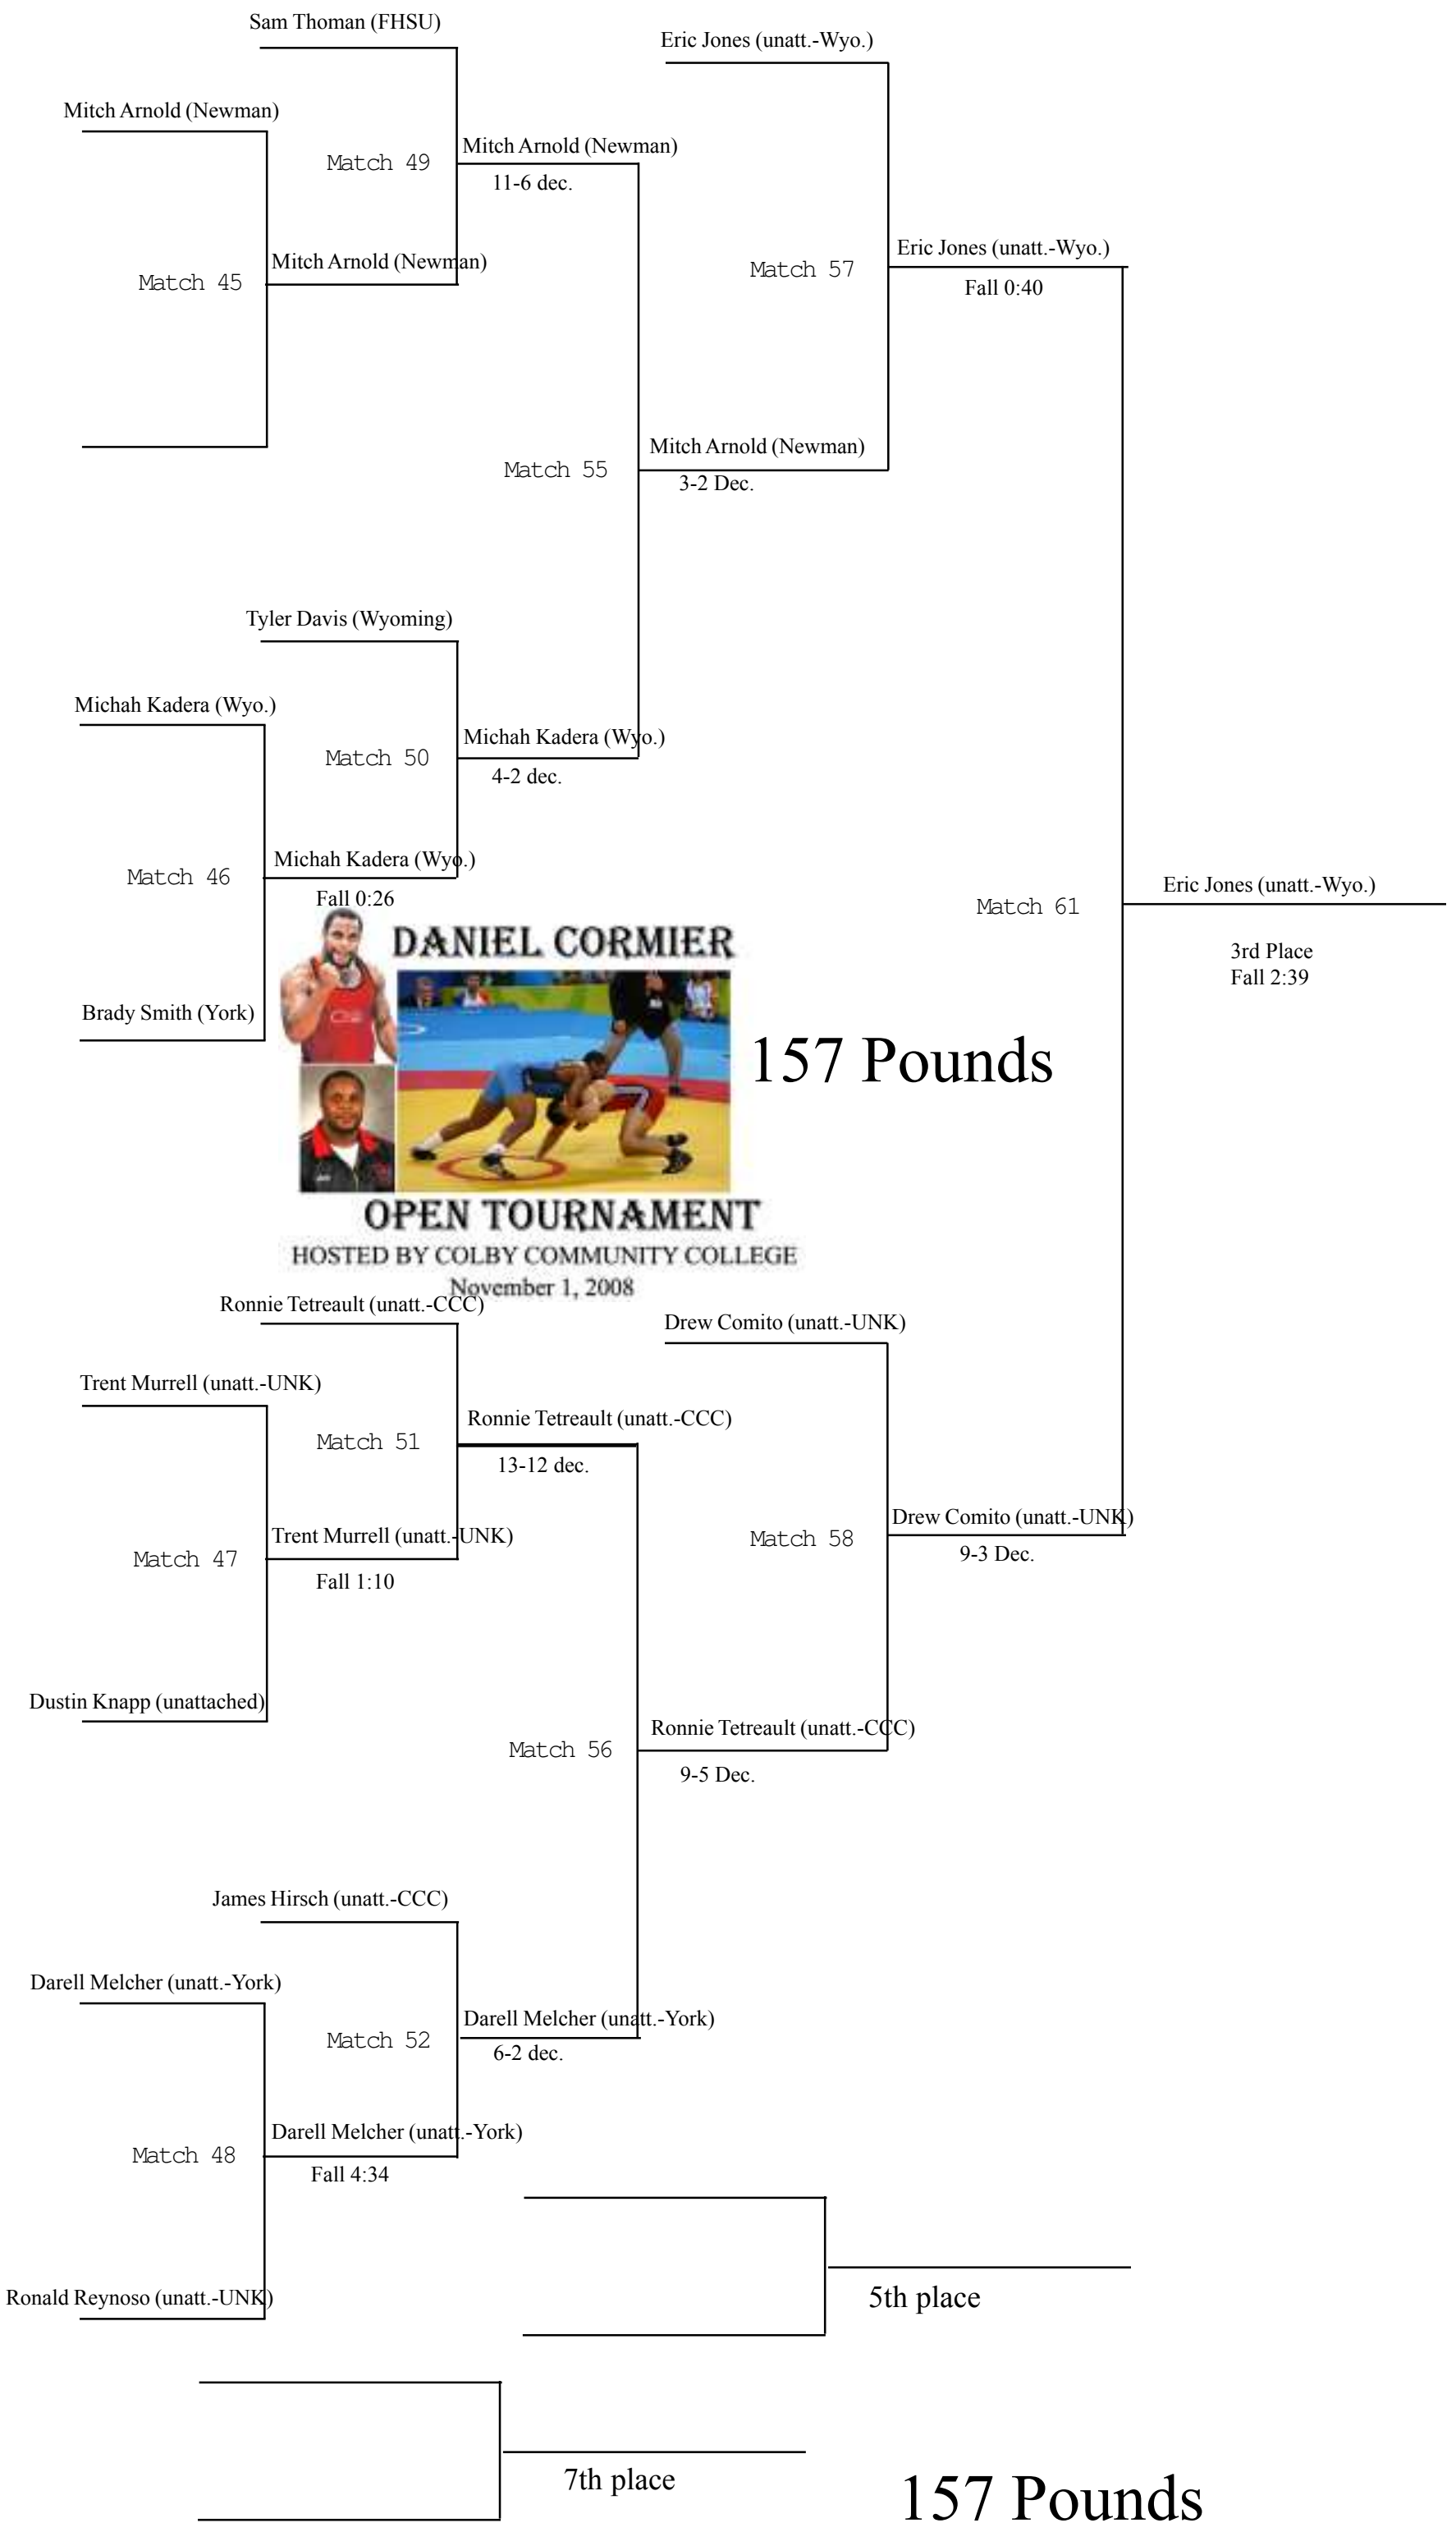 Sam Thoman (FHSU)
Eric Jones (unatt.-Wyo.)
Mitch Arnold (Newman)
Match 49
Mitch Arnold (Newman)
11-6 dec.
Match 45
Mitch Arnold (Newman)
Match 57
Eric Jones (unatt.-Wyo.)
Fall 0:40
Match 55
Mitch Arnold (Newman)
3-2 Dec.
Tyler Davis (Wyoming)
Michah Kadera (Wyo.)
Match 50
Michah Kadera (Wyo.)
4-2 dec.
Match 46
Michah Kadera (Wyo.)
Fall 0:26
Brady Smith (York)
Match 61
Eric Jones (unatt.-Wyo.)
3rd Place
Fall 2:39
DANIEL CORMIER
157 Pounds
OPEN TOURNAMENT
HOSTED BY COLBY COMMUNITY COLLEGE
November 1, 2008
Ronnie Tetreault (unatt.-CCC)
Drew Comito (unatt.-UNK)
Trent Murrell (unatt.-UNK)
Match 51
Ronnie Tetreault (unatt.-CCC)
13-12 dec.
Match 47
Trent Murrell (unatt.-UNK)
Fall 1:10
Match 58
Drew Comito (unatt.-UNK)
9-3 Dec.
Dustin Knapp (unattached)
Match 56
Ronnie Tetreault (unatt.-CCC)
9-5 Dec.
James Hirsch (unatt.-CCC)
Darell Melcher (unatt.-York)
Match 52
Darell Melcher (unatt.-York)
6-2 dec.
Match 48
Darell Melcher (unatt.-York)
Fall 4:34
Ronald Reynoso (unatt.-UNK)
5th place
7th place
157 Pounds